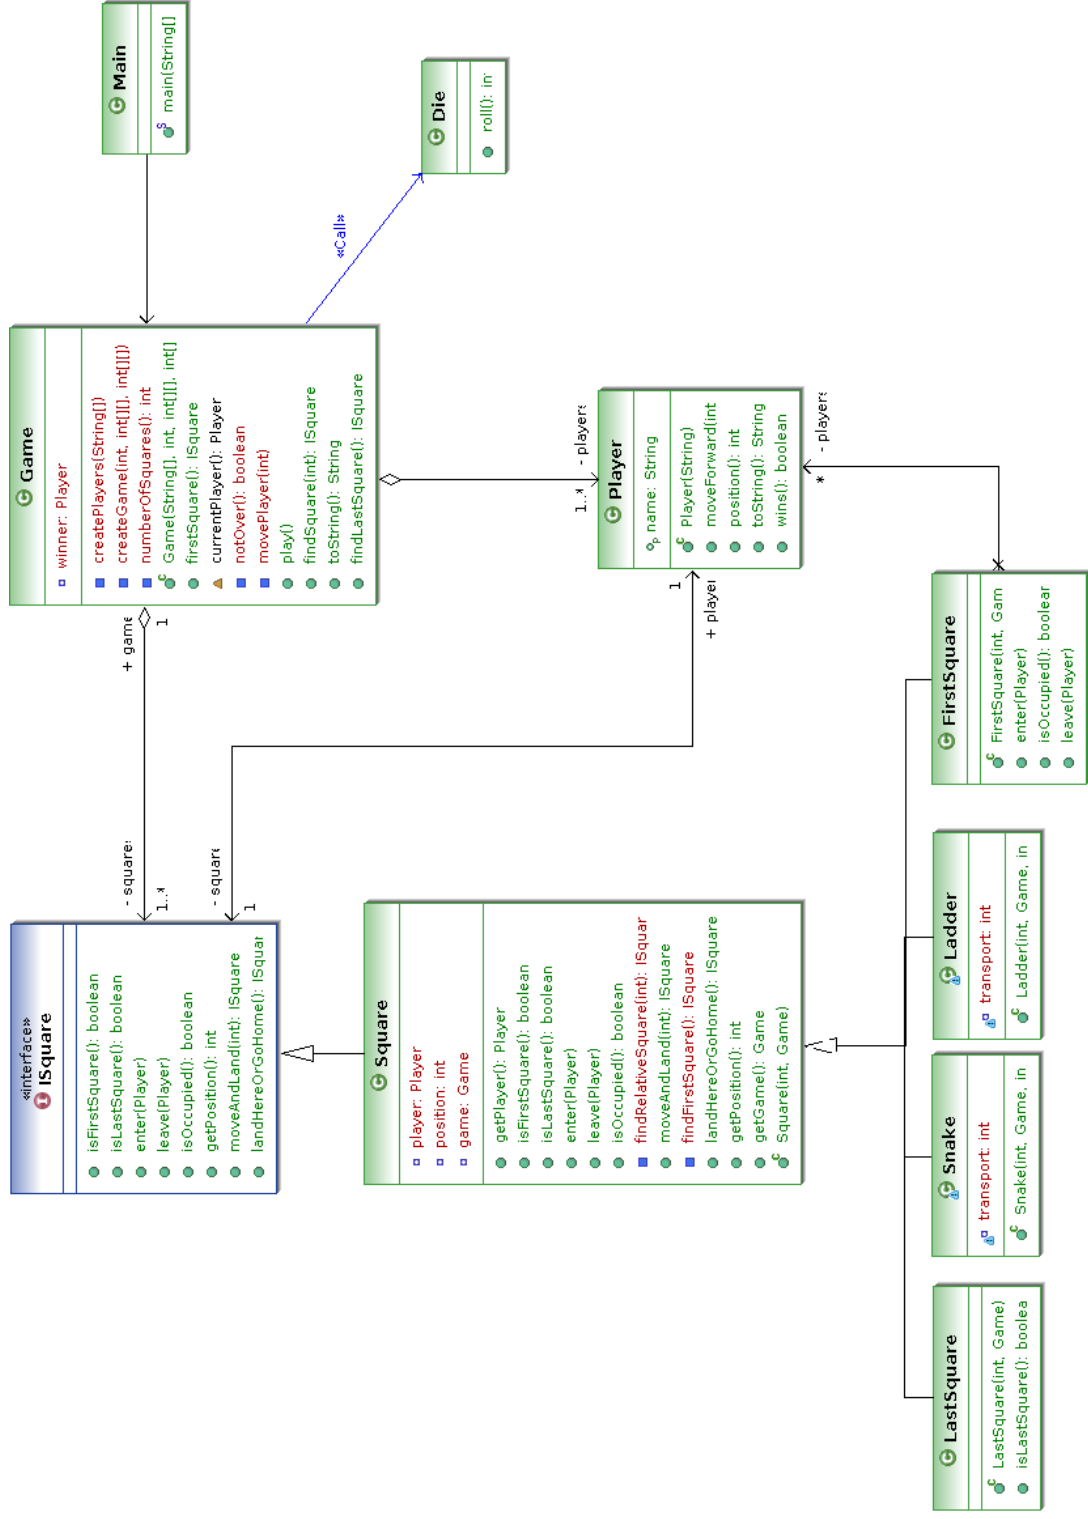 «interface»
ISquare
isFirstSquare(): boolean
isLastSquare(): boolean
enter(Player)
leave(Player)
isOccupied(): boolean
getPosition(): int
moveAndLand(int): ISquare
landHereOrGoHome(): ISquar
- square
1..*
- square
1
+ game
1
Game
winner: Player
createPlayers(String[])
createGame(int, int[][], int[][])
numberOfSquares(): int
Game(String[], int, int[][], int[]
firstSquare(): ISquare
currentPlayer(): Player
notOver(): boolean
movePlayer(int)
play()
findSquare(int): ISquare
toString(): String
findLastSquare(): ISquare
Main
main(String[]
«Call»
Die
roll(): in
Square
player: Player
position: int
game: Game
getPlayer(): Player
isFirstSquare(): boolean
isLastSquare(): boolean
enter(Player)
leave(Player)
isOccupied(): boolean
findRelativeSquare(int): ISquar
moveAndLand(int): ISquare
findFirstSquare(): ISquare
landHereOrGoHome(): ISquare
getPosition(): int
getGame(): Game
Square(int, Game)
1..*
- players
1
+ player
Player
name: String
Player(String)
moveForward(int
position(): int
toString(): String
wins(): boolean
*
- players
LastSquare
LastSquare(int, Game)
isLastSquare(): boolea
Snake
transport: int
Snake(int, Game, in
Ladder
transport: int
Ladder(int, Game, in
FirstSquare
FirstSquare(int, Gam
enter(Player)
isOccupied(): boolear
leave(Player)